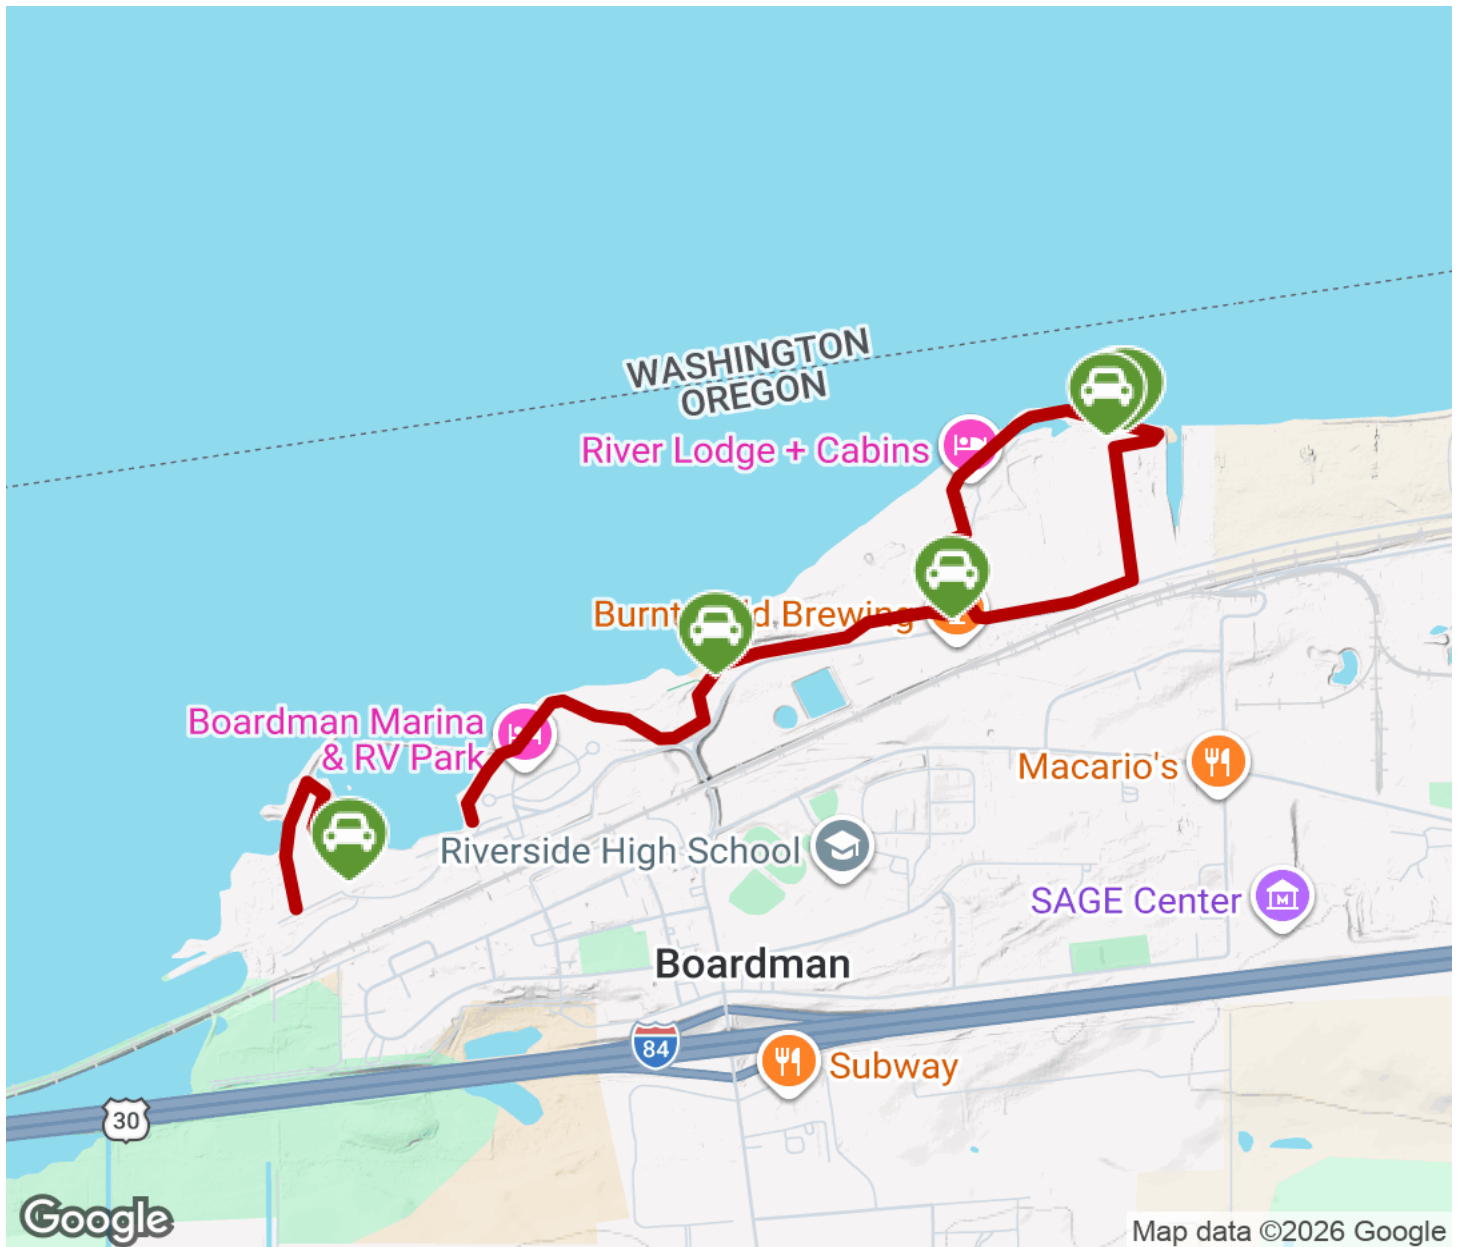 WASHINGTON
OREGON
River Lodge + Cabins
Brewing
Boardman Marina
& RV Park
Macario's
Riverside High School
SAGE Center
Boardman
84
Subway
30
Google
Map data ©2026 Google